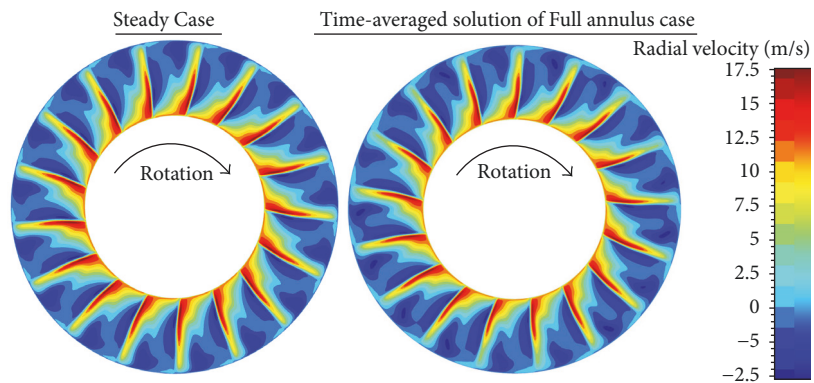 Steady Case
Time-averaged solution of Full annulus case
Radial velocity (m/s)
Rotation
Rotation
17.5
15
12.5
10
7.5
5
2.5
0
−5
−2.5